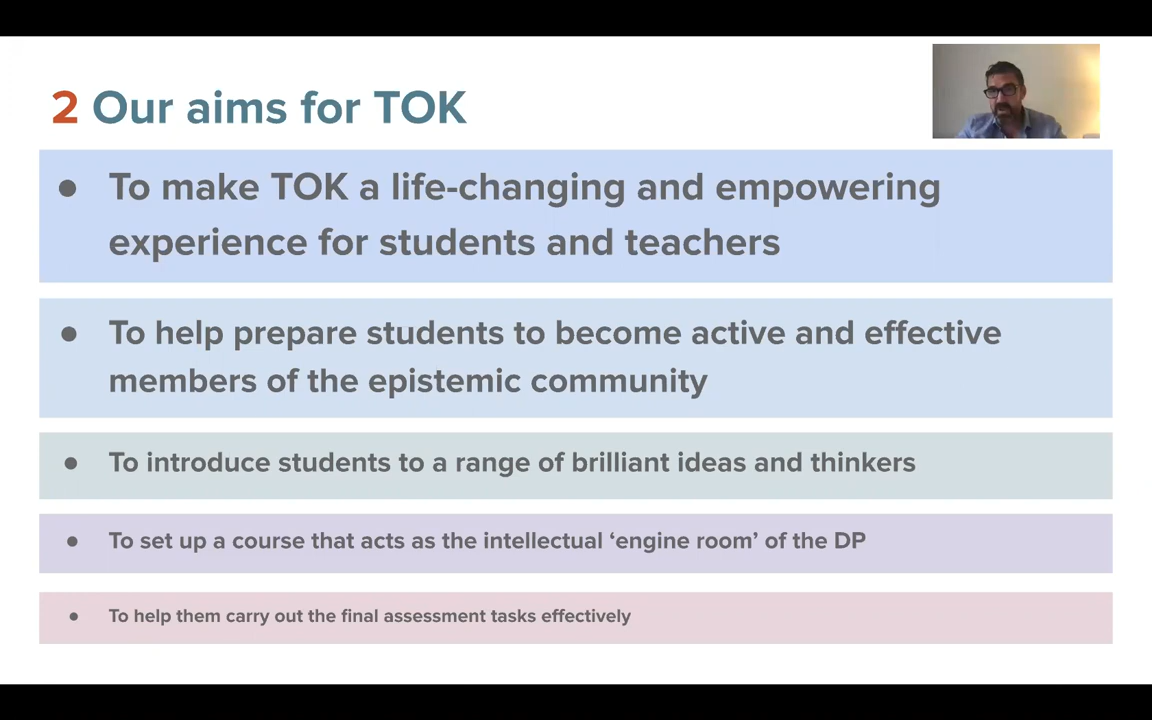 2 Our aims for TOK
● To make TOK a life-changing and empowering
experience for students and teachers
● To help prepare students to become active and effective
members of the epistemic community
● To introduce students to a range of brilliant ideas and thinkers
● To set up a course that acts as the intellectual ‘engine room’ of the DP
● To help them carry out the final assessment tasks effectively